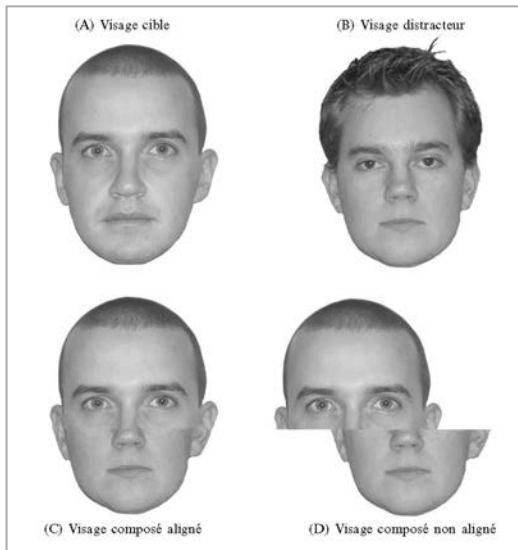 (A) Visage cible
(B) Visage distracteur
(C) Visage composé aligné
(D) Visage composé non aligné